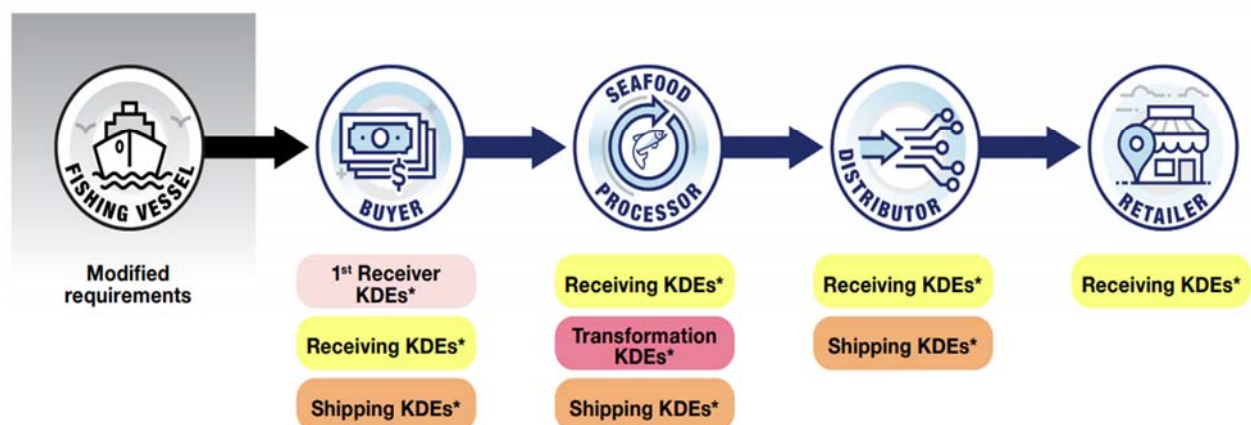 FISHING VESSEL
BUYER
$
SEAFOOD
PROCESSOR
DISTRIBUTOR
RETAILER
Modified
requirements
1st Receiver
KDEs*
Receiving KDEs*
Shipping KDEs*
Receiving KDEs*
Transformation
KDEs*
Shipping KDEs*
Receiving KDEs*
Shipping KDEs*
Receiving KDEs*